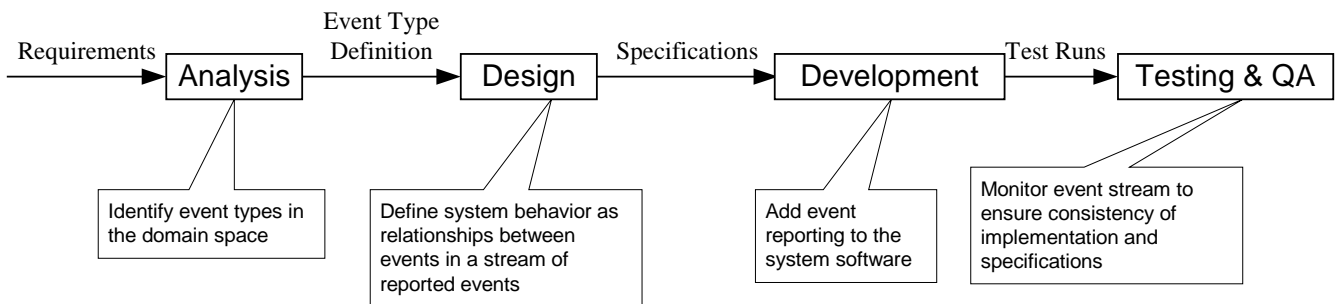 Requirements
Analysis
Event Type
Definition
Design
Specifications
Development
Test Runs
Testing & QA
Identify event types in
the domain space
Define system behavior as
relationships between
events in a stream of
reported events
Add event
reporting to the
system software
Monitor event stream to
ensure consistency of
implementation and
specifications